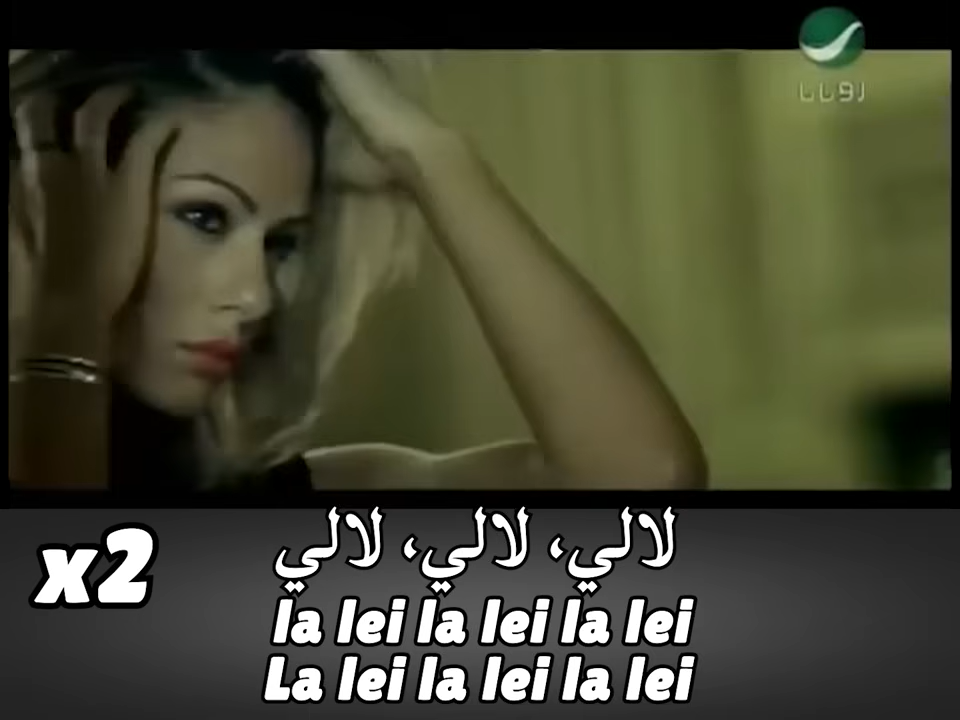 روتانا
x2
لالي، لالي، لالي
la lei la lei la lei
La lei la lei la lei